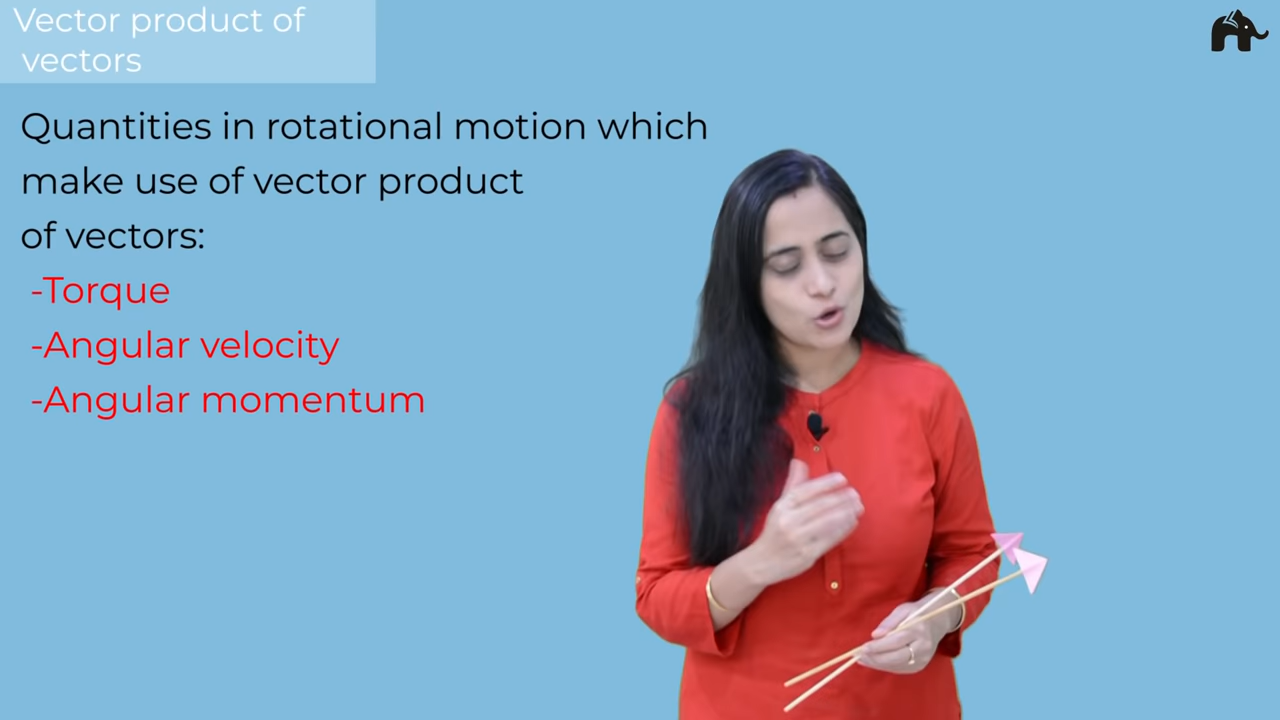 Vector product of
vectors
Quantities in rotational motion which
make use of vector product
of vectors:
-Torque
-Angular velocity
-Angular momentum